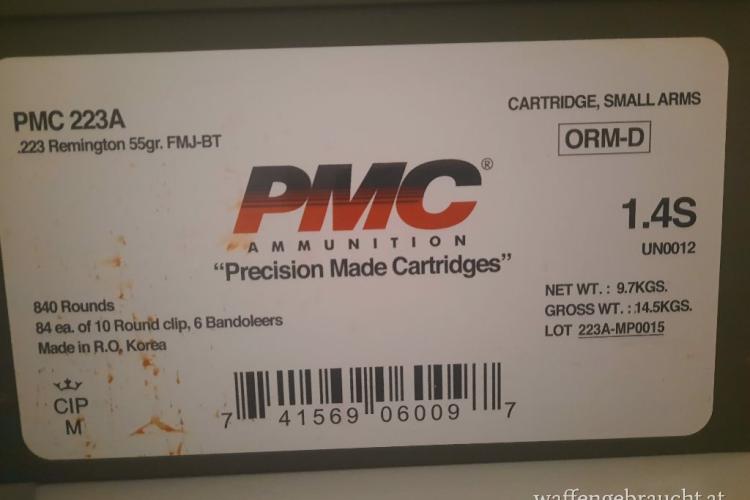 PMC 223A
.223 Remington 55gr. FMJ-BT
CARTRIDGE, SMALL ARMS
ORM-D
PMC®
AMMUNITION
“Precision Made Cartridges”
1.4S
UN0012
NET WT. : 9.7KGS.
GROSS WT. : 14.5KGS.
LOT 223A-MP0015
840 Rounds
84 ea. of 10 Round clip, 6 Bandoleers
Made in R.O, Korea
CIP
M
7 41569 06009 7
waffengebraucht.at